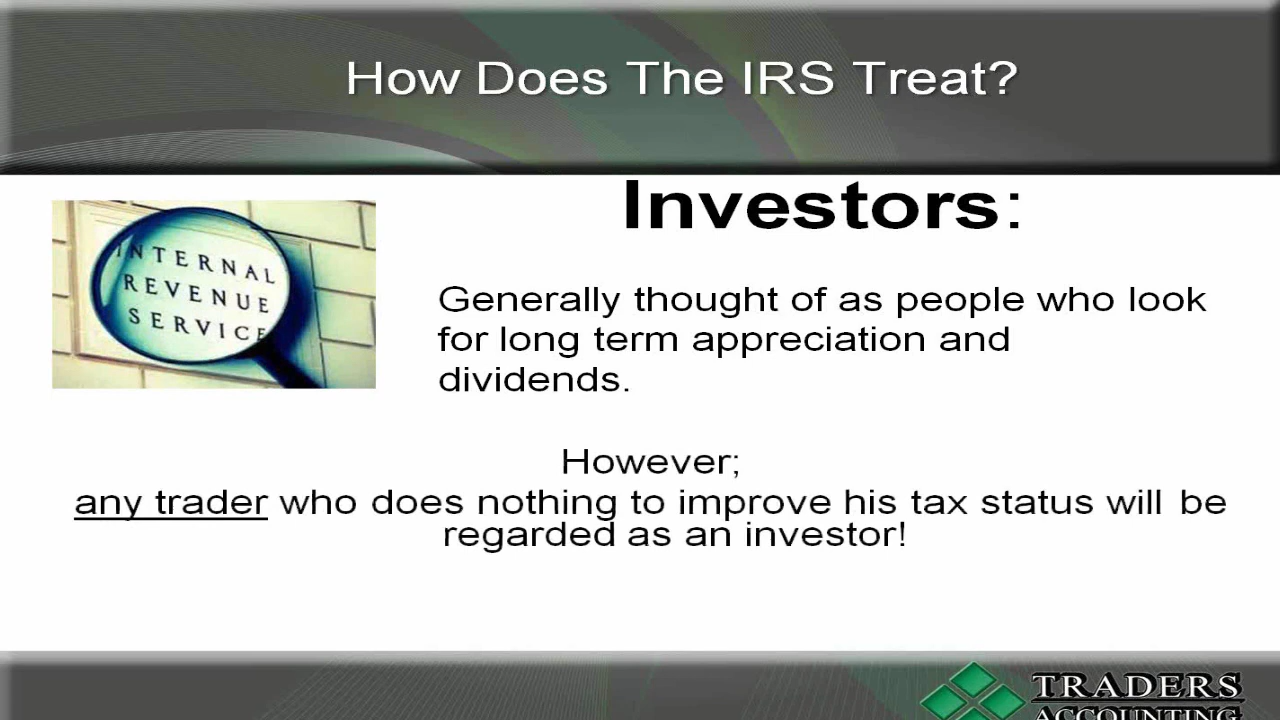 How Does The IRS Treat?
Investors:
INTERNAL
REVENUE
SERVICE
Generally thought of as people who look
for long term appreciation and
dividends.
However;
any trader who does nothing to improve his tax status will be
regarded as an investor!
TRADERS
ACCOUNTING